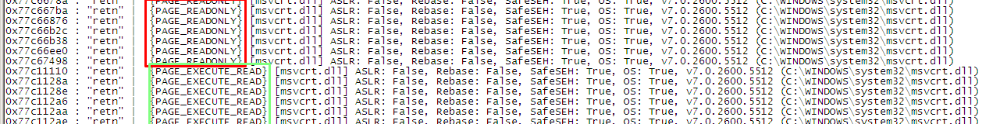 0x77c6678a : "retn" | {PAGE_READONLY} [msvcrt.dll] ASLR: False, Rebase: False, SafeSEH: True, OS: True, v7.0.2600.5512 (C:\WINDOWS\system32\msvcrt.dll)
0x77c667ba : "retn" | {PAGE_READONLY} [msvcrt.dll] ASLR: False, Rebase: False, SafeSEH: True, OS: True, v7.0.2600.5512 (C:\WINDOWS\system32\msvcrt.dll)
0x77c66876 : "retn" | {PAGE_READONLY} [msvcrt.dll] ASLR: False, Rebase: False, SafeSEH: True, OS: True, v7.0.2600.5512 (C:\WINDOWS\system32\msvcrt.dll)
0x77c66b2c : "retn" | {PAGE_READONLY} [msvcrt.dll] ASLR: False, Rebase: False, SafeSEH: True, OS: True, v7.0.2600.5512 (C:\WINDOWS\system32\msvcrt.dll)
0x77c66b38 : "retn" | {PAGE_READONLY} [msvcrt.dll] ASLR: False, Rebase: False, SafeSEH: True, OS: True, v7.0.2600.5512 (C:\WINDOWS\system32\msvcrt.dll)
0x77c66ee0 : "retn" | {PAGE_READONLY} [msvcrt.dll] ASLR: False, Rebase: False, SafeSEH: True, OS: True, v7.0.2600.5512 (C:\WINDOWS\system32\msvcrt.dll)
0x77c67498 : "retn" | {PAGE_READONLY} [msvcrt.dll] ASLR: False, Rebase: False, SafeSEH: True, OS: True, v7.0.2600.5512 (C:\WINDOWS\system32\msvcrt.dll)
0x77c11110 : "retn" | {PAGE_EXECUTE_READ} [msvcrt.dll] ASLR: False, Rebase: False, SafeSEH: True, OS: True, v7.0.2600.5512 (C:\WINDOWS\system32\msvcrt.dll)
0x77c1128a : "retn" | {PAGE_EXECUTE_READ} [msvcrt.dll] ASLR: False, Rebase: False, SafeSEH: True, OS: True, v7.0.2600.5512 (C:\WINDOWS\system32\msvcrt.dll)
0x77c1128e : "retn" | {PAGE_EXECUTE_READ} [msvcrt.dll] ASLR: False, Rebase: False, SafeSEH: True, OS: True, v7.0.2600.5512 (C:\WINDOWS\system32\msvcrt.dll)
0x77c112a6 : "retn" | {PAGE_EXECUTE_READ} [msvcrt.dll] ASLR: False, Rebase: False, SafeSEH: True, OS: True, v7.0.2600.5512 (C:\WINDOWS\system32\msvcrt.dll)
0x77c112aa : "retn" | {PAGE_EXECUTE_READ} [msvcrt.dll] ASLR: False, Rebase: False, SafeSEH: True, OS: True, v7.0.2600.5512 (C:\WINDOWS\system32\msvcrt.dll)
0x77c112ae : "retn" | {PAGE_EXECUTE_READ} [msvcrt.dll] ASLR: False, Rebase: False, SafeSEH: True, OS: True, v7.0.2600.5512 (C:\WINDOWS\system32\msvcrt.dll)